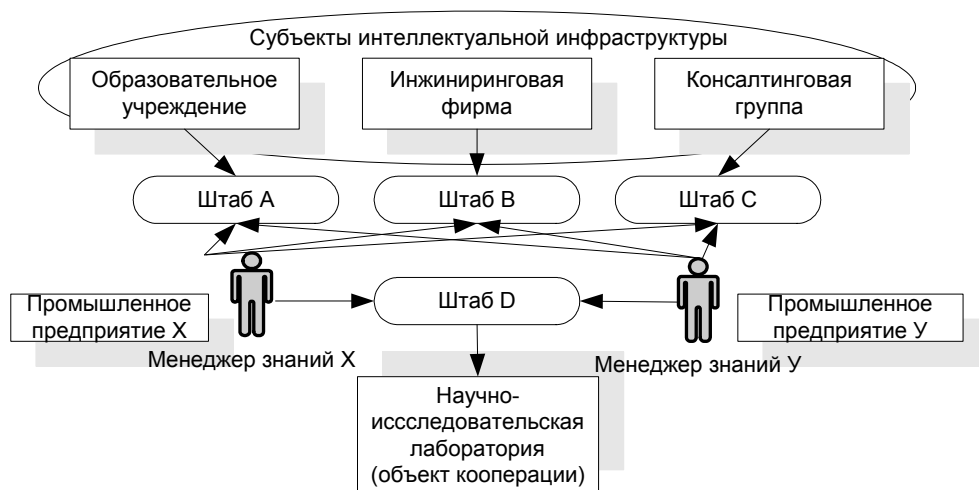 Субъекты интеллектуальной инфраструктуры
Образовательное
учреждение
Инжиниринговая
фирма
Консалтинговая
группа
Штаб А
Штаб В
Штаб С
Промышленное
предприятие Х
Менеджер знаний Х
Штаб D
Менеджер знаний У
Промышленное
предприятие У
Научно-
иссследовательская
лаборатория
(объект кооперации)